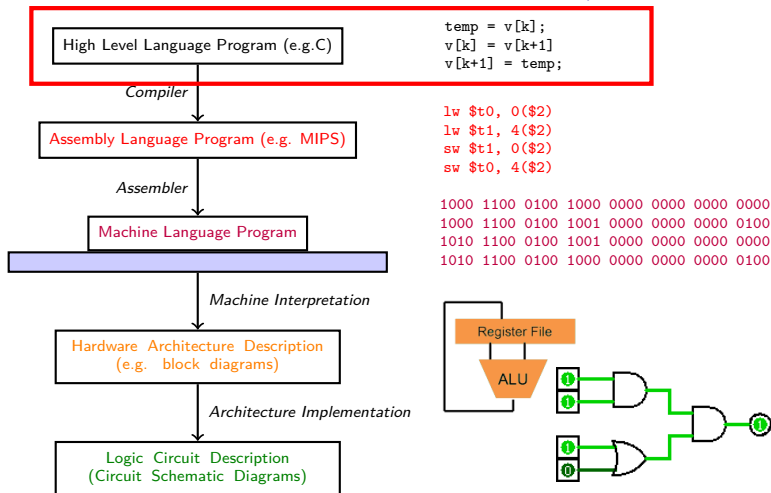 High Level Language Program (e.g.C)
temp = v[k];
v[k] = v[k+1]
v[k+1] = temp;
Compiler
Assembly Language Program (e.g. MIPS)
lw $t0, 0($2)
lw $t1, 4($2)
sw $t1, 0($2)
sw $t0, 4($2)
Assembler
Machine Language Program
1000 1100 0100 1000 0000 0000 0000 0000
1000 1100 0100 1001 0000 0000 0000 0100
1010 1100 0100 1001 0000 0000 0000 0000
1010 1100 0100 1000 0000 0000 0000 0100
Machine Interpretation
Hardware Architecture Description
(e.g. block diagrams)
Register File
ALU
Architecture Implementation
Logic Circuit Description
(Circuit Schematic Diagrams)
1
1
1
0
1